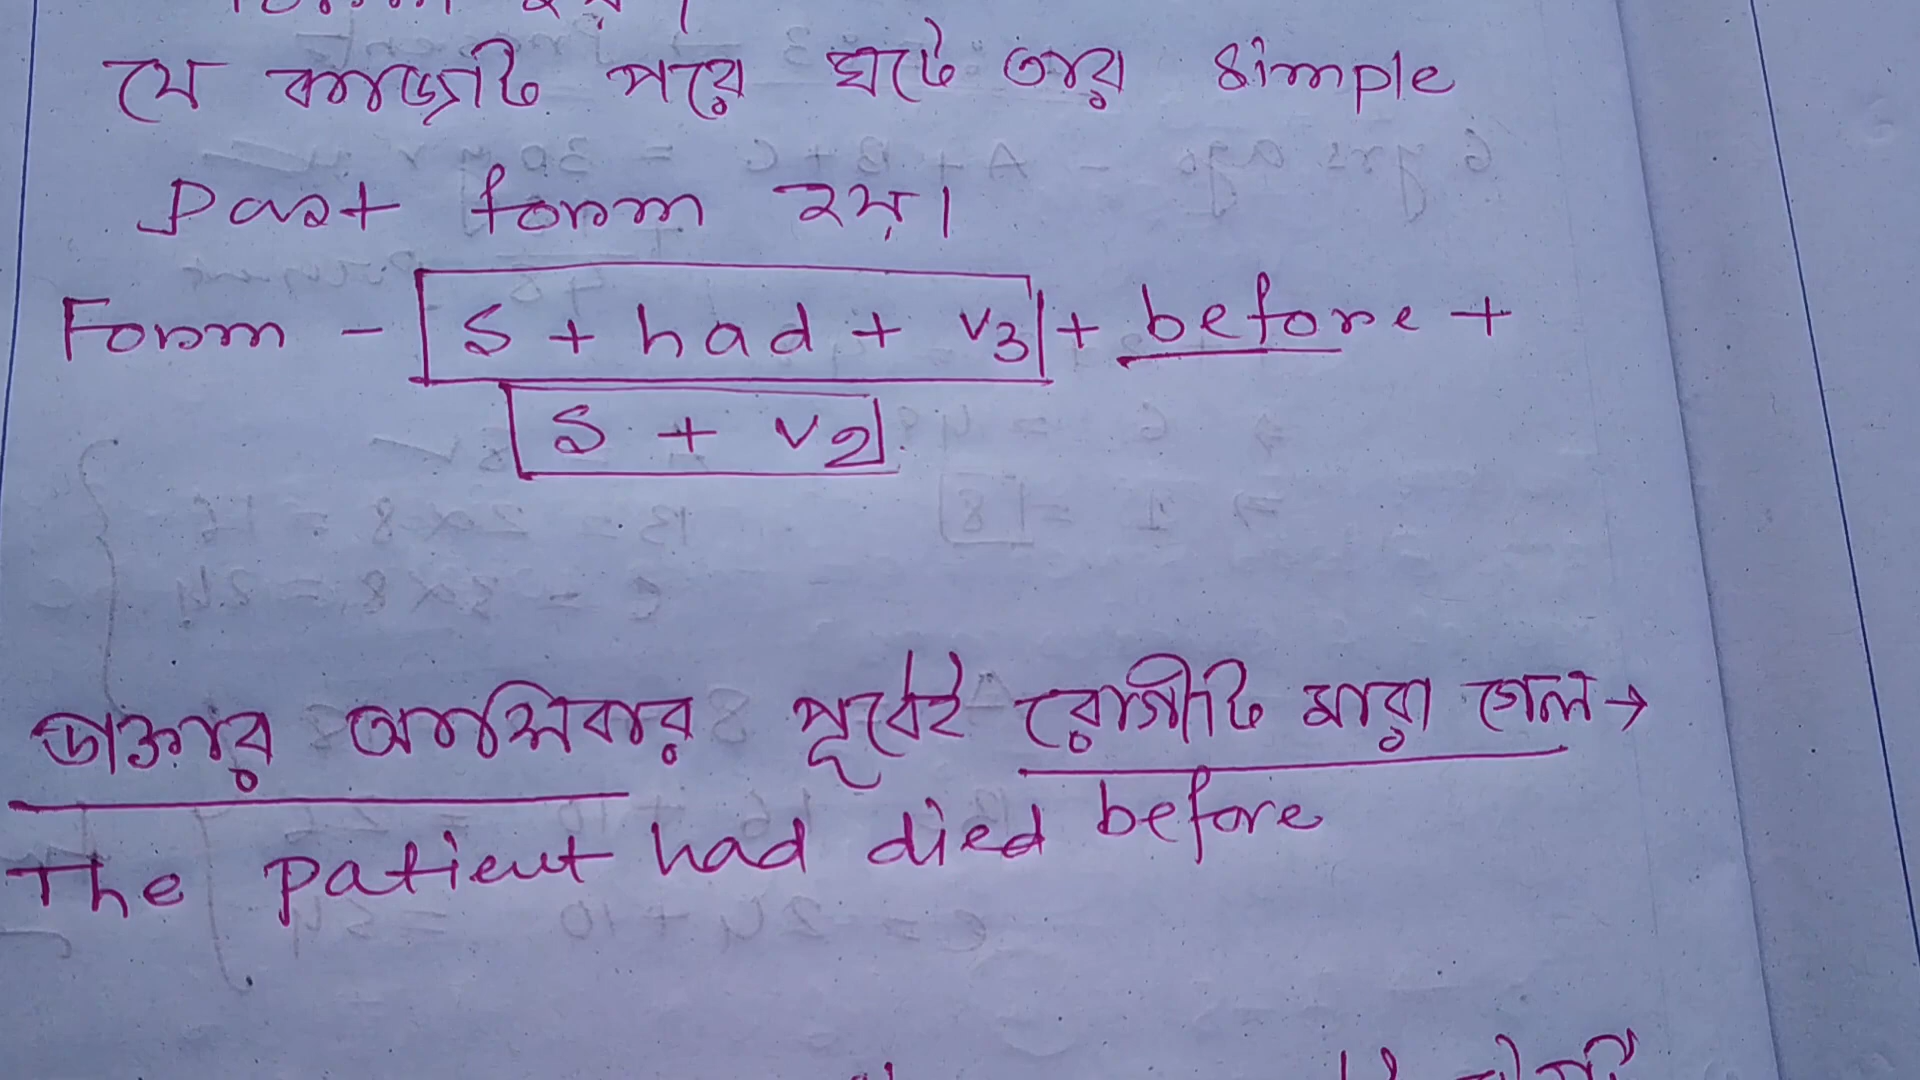 যে কাজটি পরে ঘটে তার simple
Past form হয়।
Form - S + had + v3 + before +
S + v2
ডাক্তার আসিবার পূর্বেই রোগীটি মারা গেল →
The patient had died before